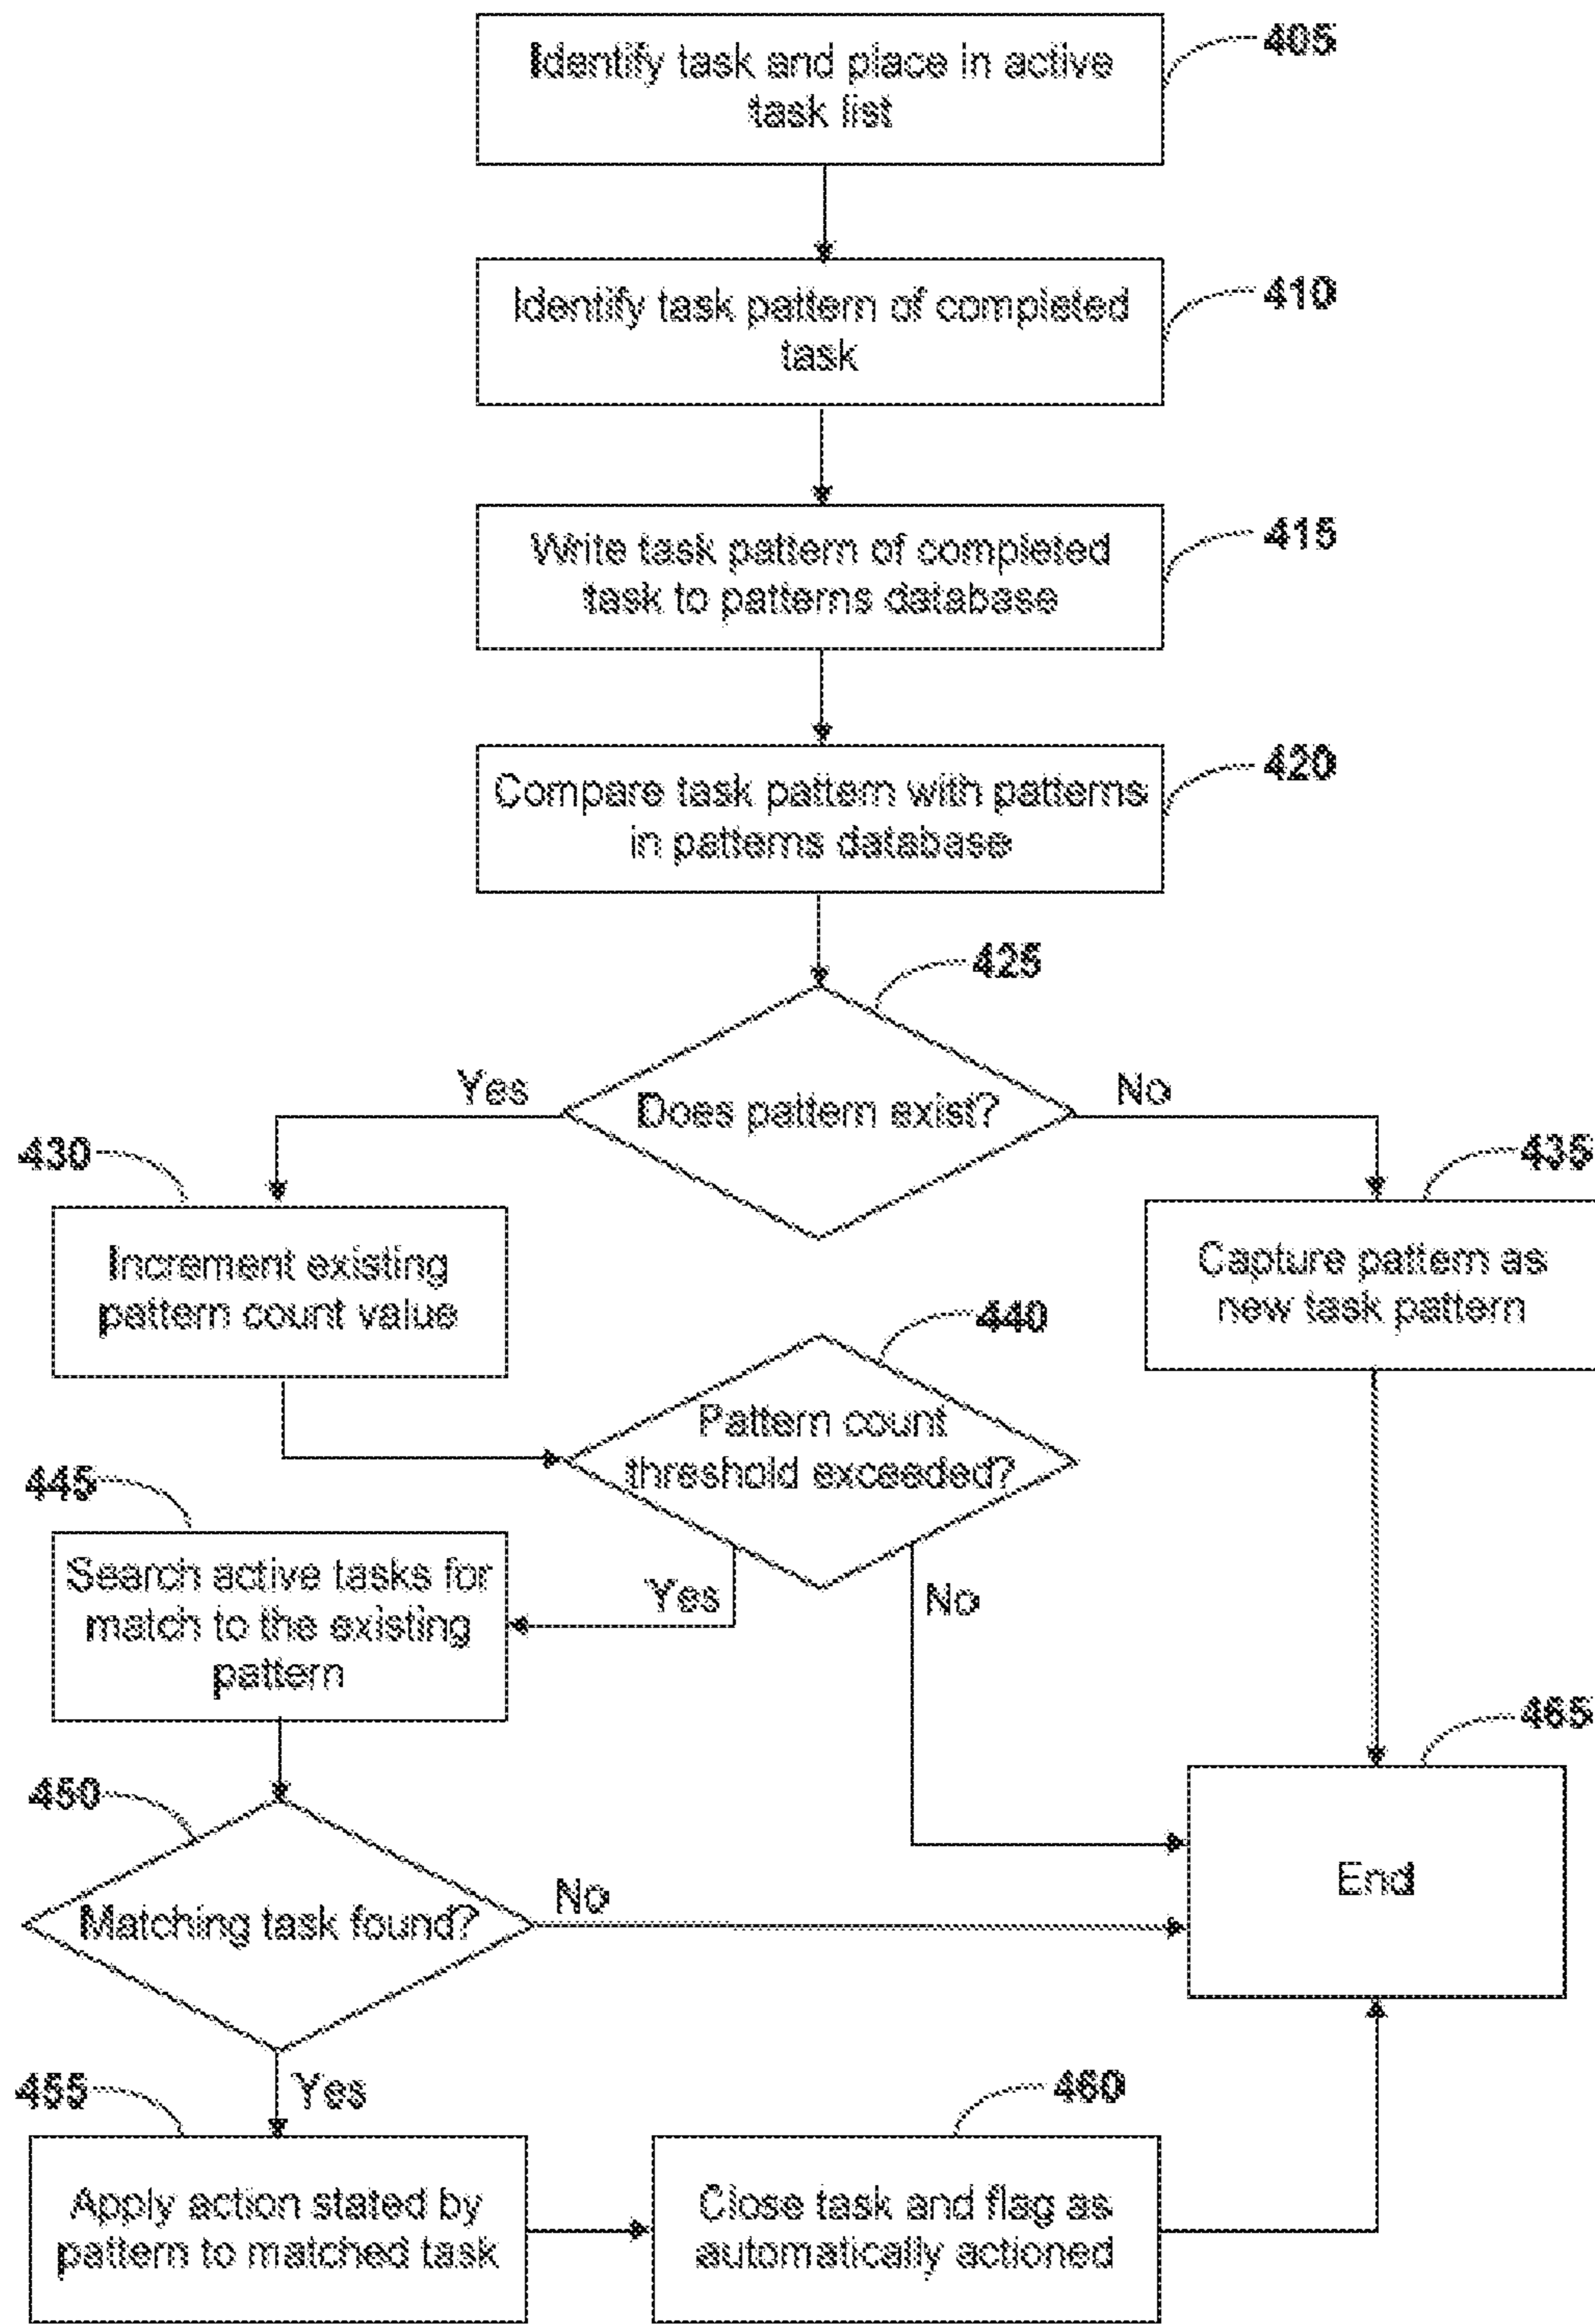 Identify task and place in active
task list
405
Identify task pattern of completed
task
410
Write task pattern of completed
task to patterns database
415
Compare task pattern with patterns
in patterns database
420
425
Does pattern exist?
Yes
No
430
Increment existing
pattern count value
435
Capture pattern as
new task pattern
440
Pattern count
threshold exceeded?
Yes
No
445
Search active tasks for
match to the existing
pattern
450
Matching task found?
No
Yes
465
End
455
Apply action stated by
pattern to matched task
460
Close task and flag as
automatically actioned